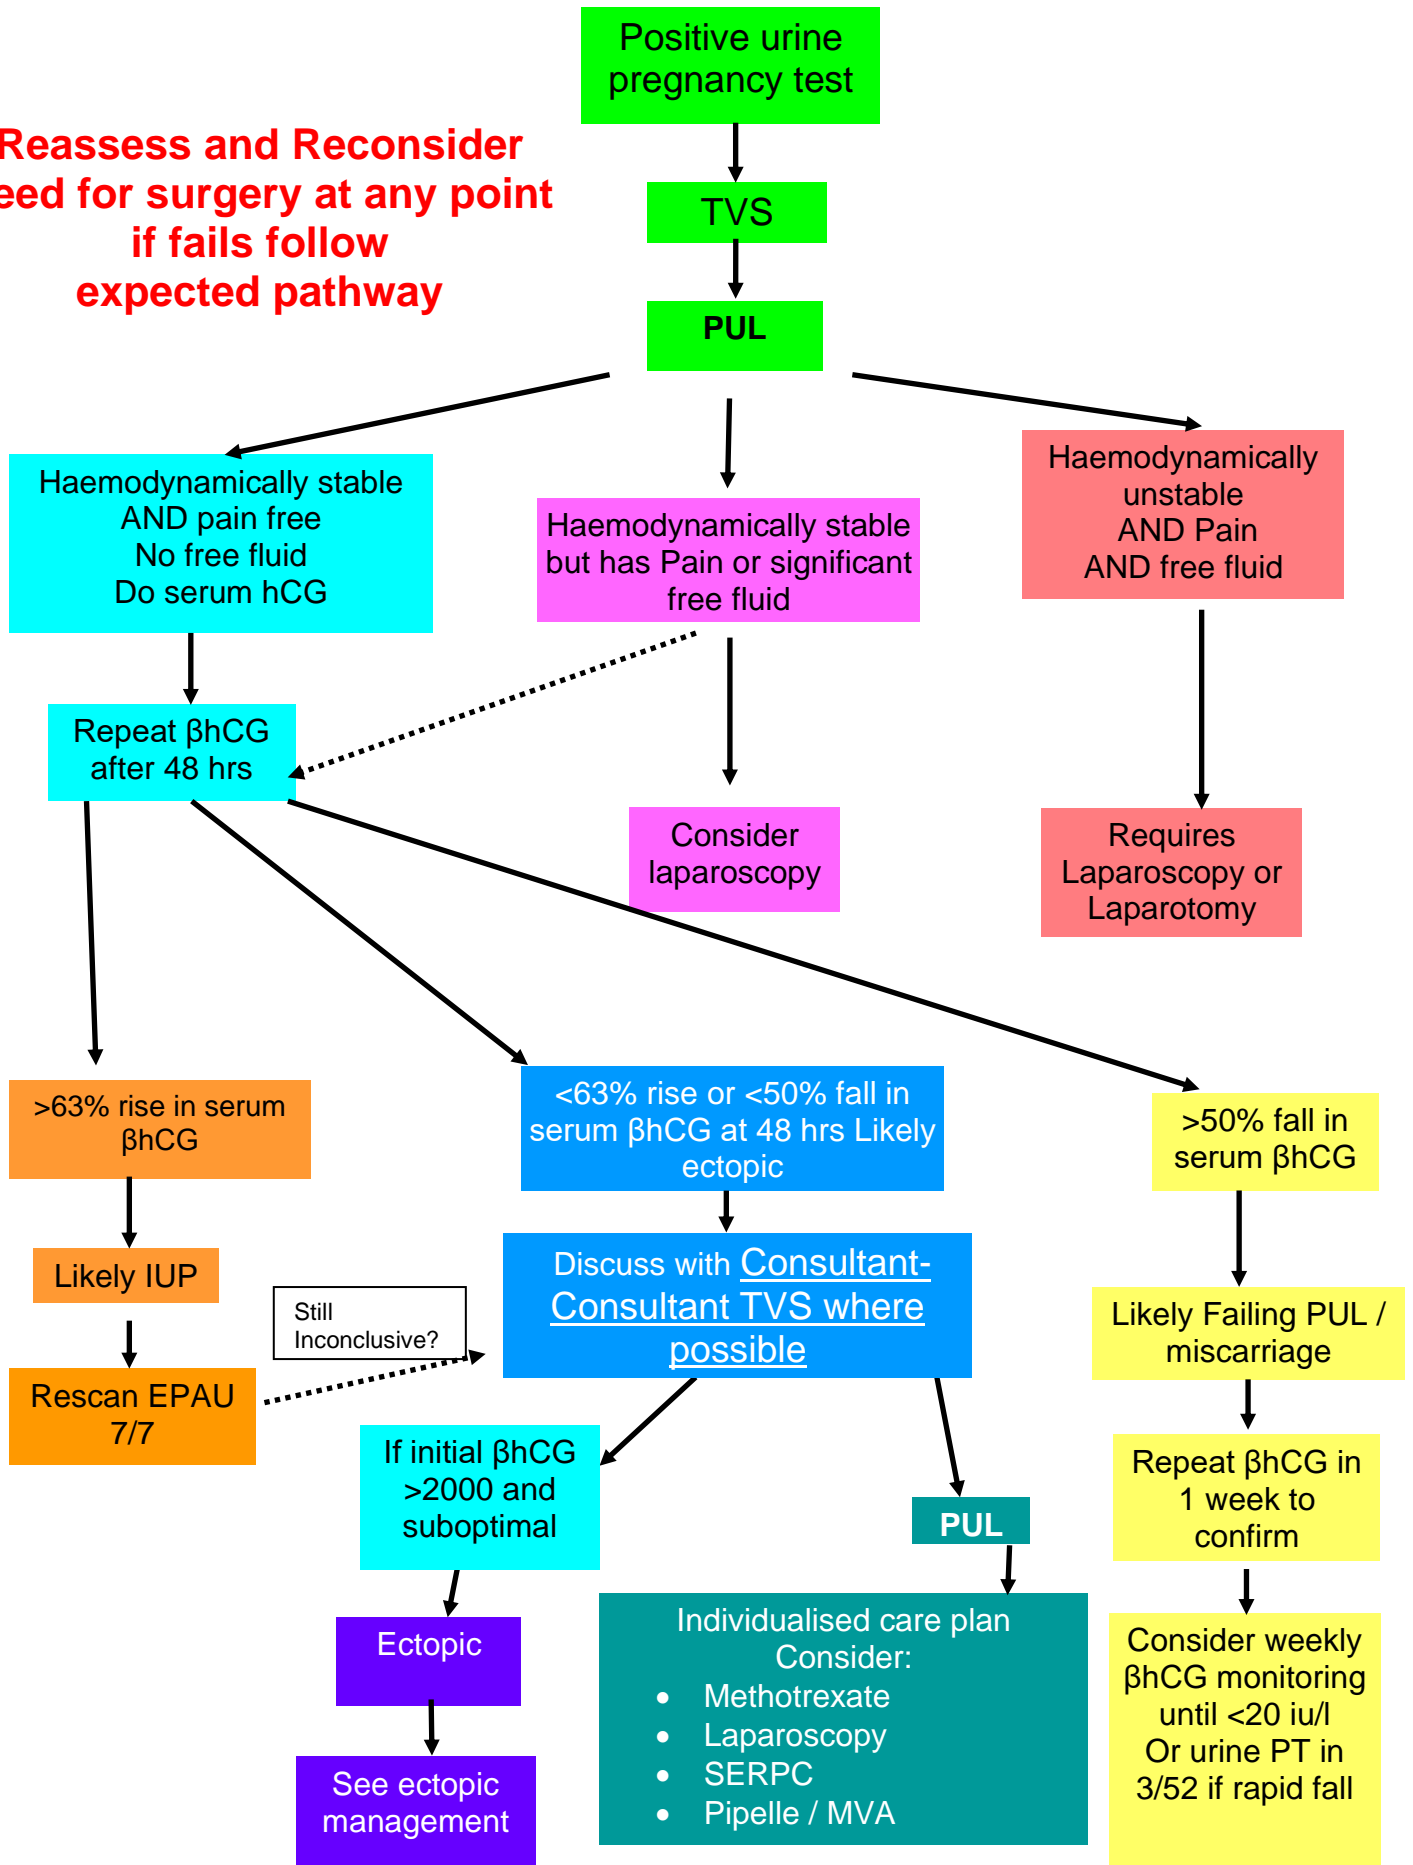 Positive urine
pregnancy test
Reassess and Reconsider
eed for surgery at any point
if fails follow
expected pathway
TVS
PUL
Haemodynamically stable
AND pain free
No free fluid
Do serum hCG
Haemodynamically stable
but has Pain or significant
free fluid
Haemodynamically
unstable
AND Pain
AND free fluid
Repeat βhCG
after 48 hrs
Consider
laparoscopy
Requires
Laparoscopy or
Laparotomy
>63% rise in serum
βhCG
<63% rise or <50% fall in
serum βhCG at 48 hrs Likely
ectopic
>50% fall in
serum βhCG
Likely IUP
Still
Inconclusive?
Discuss with Consultant-
Consultant TVS where
possible
Likely Failing PUL /
miscarriage
Rescan EPAU
7/7
If initial βhCG
>2000 and
suboptimal
PUL
Repeat βhCG in
1 week to
confirm
Ectopic
Individualised care plan
Consider:
• Methotrexate
• Laparoscopy
• SERPC
• Pipelle / MVA
Consider weekly
βhCG monitoring
until <20 iu/l
Or urine PT in
3/52 if rapid fall
See ectopic
management